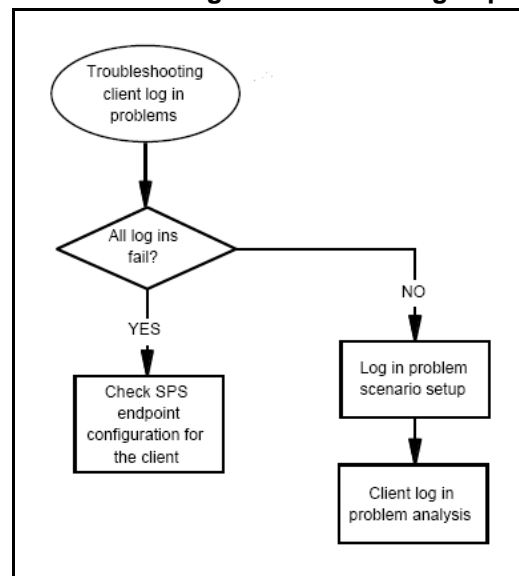 Troubleshooting
client log in
problems
All log ins
fail?
YES
NO
Check SPS
endpoint
configuration for
the client
Log in problem
scenario setup
Client log in
problem analysis